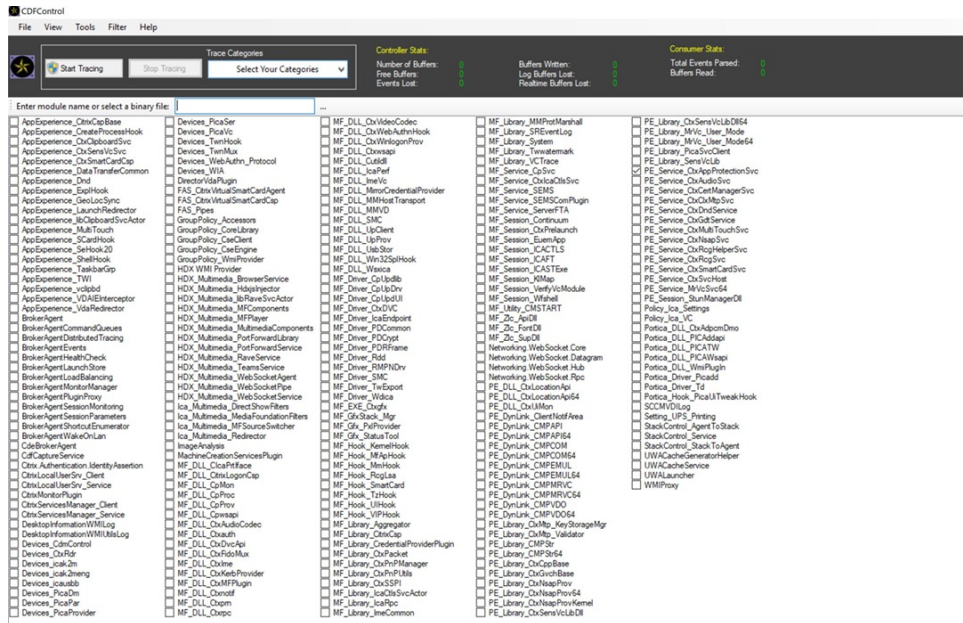 CDFControl
File View Tools Filter Help
Trace Categories
Start Tracing Stop Tracing Select Your Categories
Controller Stats:
Number of Buffers: 0
Free Buffers: 0
Events Lost: 0
Buffers Written: 0
Log Buffers Lost: 0
Realtime Buffers Lost: 0
Consumer Stats:
Total Events Parsed: 0
Buffers Read: 0
Enter module name or select a binary file: ...
AppExperience_CitrixCspBase
AppExperience_CreateProcessHook
AppExperience_CtxClipboardSvc
AppExperience_CtxSensVcSvc
AppExperience_CtxSmartCardCsp
AppExperience_DataTransferCommon
AppExperience_Dnd
AppExperience_ExplHook
AppExperience_GeoLocSync
AppExperience_LaunchRedirector
AppExperience_libClipboardSvcActor
AppExperience_MultiTouch
AppExperience_SCardHook
AppExperience_SeHook20
AppExperience_ShellHook
AppExperience_TaskbarGrp
AppExperience_TWI
AppExperience_vclipbd
AppExperience_VDAIEInterceptor
AppExperience_VdaRedirector
BrokerAgent
BrokerAgentCommandQueues
BrokerAgentDistributedTracing
BrokerAgentEvents
BrokerAgentHealthCheck
BrokerAgentLaunchStore
BrokerAgentLoadBalancing
BrokerAgentMonitorManager
BrokerAgentPluginProxy
BrokerAgentSessionMonitoring
BrokerAgentSessionParameters
BrokerAgentShortcutEnumerator
BrokerAgentWakeOnLan
CdeBrokerAgent
CdfCaptureService
Citrix.Authentication.IdentityAssertion
CitrixLocalUserSrv_Client
CitrixLocalUserSrv_Service
CitrixMonitorPlugin
CitrixServicesManager_Client
CitrixServicesManager_Service
DesktopInformationWMILog
DesktopInformationWMIUtilsLog
Devices_CdmControl
Devices_CtxRdr
Devices_icak2m
Devices_icak2meng
Devices_icausbb
Devices_PicaDm
Devices_PicaPar
Devices_PicaProvider
Devices_PicaSer
Devices_PicaVc
Devices_TwnHook
Devices_TwnMux
Devices_WebAuthn_Protocol
Devices_WIA
DirectorVdaPlugin
FAS_CitrixVirtualSmartCardAgent
FAS_CitrixVirtualSmartCardCsp
FAS_Pipes
GroupPolicy_Accessors
GroupPolicy_CoreLibrary
GroupPolicy_CseClient
GroupPolicy_CseEngine
GroupPolicy_WmiProvider
HDX WMI Provider
HDX_Multimedia_BrowserService
HDX_Multimedia_HdxjsInjector
HDX_Multimedia_libRaveSvcActor
HDX_Multimedia_MFComponents
HDX_Multimedia_MFPlayer
HDX_Multimedia_MultimediaComponents
HDX_Multimedia_PortForwardLibrary
HDX_Multimedia_PortForwardService
HDX_Multimedia_RaveService
HDX_Multimedia_TeamsService
HDX_Multimedia_WebSocketAgent
HDX_Multimedia_WebSocketPipe
HDX_Multimedia_WebSocketService
Ica_Multimedia_DirectShowFilters
Ica_Multimedia_MediaFoundationFilters
Ica_Multimedia_MFSourceSwitcher
Ica_Multimedia_Redirector
ImageAnalysis
MachineCreationServicesPlugin
MF_DLL_ClcaPrtIface
MF_DLL_CitrixLogonCsp
MF_DLL_CpMon
MF_DLL_CpProc
MF_DLL_CpProv
MF_DLL_Cpwsapi
MF_DLL_CtxAudioCodec
MF_DLL_Ctxauth
MF_DLL_CtxDvcApi
MF_DLL_CtxFidoMux
MF_DLL_CtxIme
MF_DLL_CtxKerbProvider
MF_DLL_CtxMFPlugin
MF_DLL_Ctxnotif
MF_DLL_Ctxpm
MF_DLL_Ctxrpc
MF_DLL_CtxVideoCodec
MF_DLL_CtxWebAuthnHook
MF_DLL_CtxWinlogonProv
MF_DLL_Ctxwsapi
MF_DLL_Cutildll
MF_DLL_IcaPerf
MF_DLL_ImeVc
MF_DLL_MirrorCredentialProvider
MF_DLL_MMHostTransport
MF_DLL_MMVD
MF_DLL_SMC
MF_DLL_UpClient
MF_DLL_UpProv
MF_DLL_UsbStor
MF_DLL_Win32SplHook
MF_DLL_Wsxica
MF_Driver_CpUpdlib
MF_Driver_CpUpDrv
MF_Driver_CpUpdUI
MF_Driver_CtxDVC
MF_Driver_IcaEndpoint
MF_Driver_PDCommon
MF_Driver_PDCrypt
MF_Driver_PDRFrame
MF_Driver_Rdd
MF_Driver_RMPNDrv
MF_Driver_SMC
MF_Driver_TwExport
MF_Driver_Wdica
MF_EXE_Ctxgfx
MF_GfxStack_Mgr
MF_Gfx_PxlProvider
MF_Gfx_StatusTool
MF_Hook_KernelHook
MF_Hook_MfApHook
MF_Hook_MmHook
MF_Hook_RcgLsa
MF_Hook_SmartCard
MF_Hook_TzHook
MF_Hook_UIHook
MF_Hook_VIPHook
MF_Library_Aggregator
MF_Library_CitrixCsp
MF_Library_CredentialProviderPlugin
MF_Library_CtxPacket
MF_Library_CtxPnPManager
MF_Library_CtxPnPUtils
MF_Library_CtxSSPI
MF_Library_IcaCtlsSvcActor
MF_Library_IcaRpc
MF_Library_ImeCommon
MF_Library_MMProtMarshall
MF_Library_SREventLog
MF_Library_System
MF_Library_Twwatermark
MF_Library_VCTrace
MF_Service_CpSvc
MF_Service_CtxIcaCtlsSvc
MF_Service_SEMS
MF_Service_SEMSComPlugin
MF_Service_ServerFTA
MF_Session_Continuum
MF_Session_CtxPrelaunch
MF_Session_EuemApp
MF_Session_ICACTLS
MF_Session_ICAFT
MF_Session_ICASTExe
MF_Session_KlMap
MF_Session_VerifyVcModule
MF_Session_Wfshell
MF_Utility_CMSTART
MF_Zlc_ApiDll
MF_Zlc_FontDll
MF_Zlc_SupDll
Networking.WebSocket.Core
Networking.WebSocket.Datagram
Networking.WebSocket.Hub
Networking.WebSocket.Rpc
PE_DLL_CtxLocationApi
PE_DLL_CtxLocationApi64
PE_DLL_CtxUiMon
PE_DynLink_ClientNotifArea
PE_DynLink_CMPAPI
PE_DynLink_CMPAPI64
PE_DynLink_CMPCOM
PE_DynLink_CMPCOM64
PE_DynLink_CMPEMUL
PE_DynLink_CMPEMUL64
PE_DynLink_CMPMRVC
PE_DynLink_CMPMRVC64
PE_DynLink_CMPVDO
PE_DynLink_CMPVDO64
PE_Library_CtxMtp_KeyStorageMgr
PE_Library_CtxMtp_Validator
PE_Library_CMPStr
PE_Library_CMPStr64
PE_Library_CtxCppBase
PE_Library_CtxGvchBase
PE_Library_CtxNsapProv
PE_Library_CtxNsapProv64
PE_Library_CtxNsapProvKernel
PE_Library_CtxSensVcLibDll
PE_Library_CtxSensVcLibDll64
PE_Library_MrVc_User_Mode
PE_Library_MrVc_User_Mode64
PE_Library_PicaSvcClient
PE_Library_SensVcLib
PE_Service_CtxAppProtectionSvc
PE_Service_CtxAudioSvc
PE_Service_CtxCertManagerSvc
PE_Service_CtxCtxMtpSvc
PE_Service_CtxDndService
PE_Service_CtxGdtService
PE_Service_CtxMultiTouchSvc
PE_Service_CtxNsapSvc
PE_Service_CtxRcgHelperSvc
PE_Service_CtxRcgSvc
PE_Service_CtxSmartCardSvc
PE_Service_CtxSvcHost
PE_Service_MrVcSvc64
PE_Session_StunManagerDll
Policy_Ica_Settings
Policy_Ica_VC
Portica_DLL_CtxAdpcmDmo
Portica_DLL_PICAddapi
Portica_DLL_PICATW
Portica_DLL_PICAWsapi
Portica_DLL_WmiPlugIn
Portica_Driver_Picadd
Portica_Driver_Td
Portica_Hook_PicaUiTweakHook
SCCMVDILog
Setting_UPS_Printing
StackControl_AgentToStack
StackControl_Service
StackControl_StackToAgent
UWACacheGeneratorHelper
UWACacheService
UWALauncher
WMIProxy